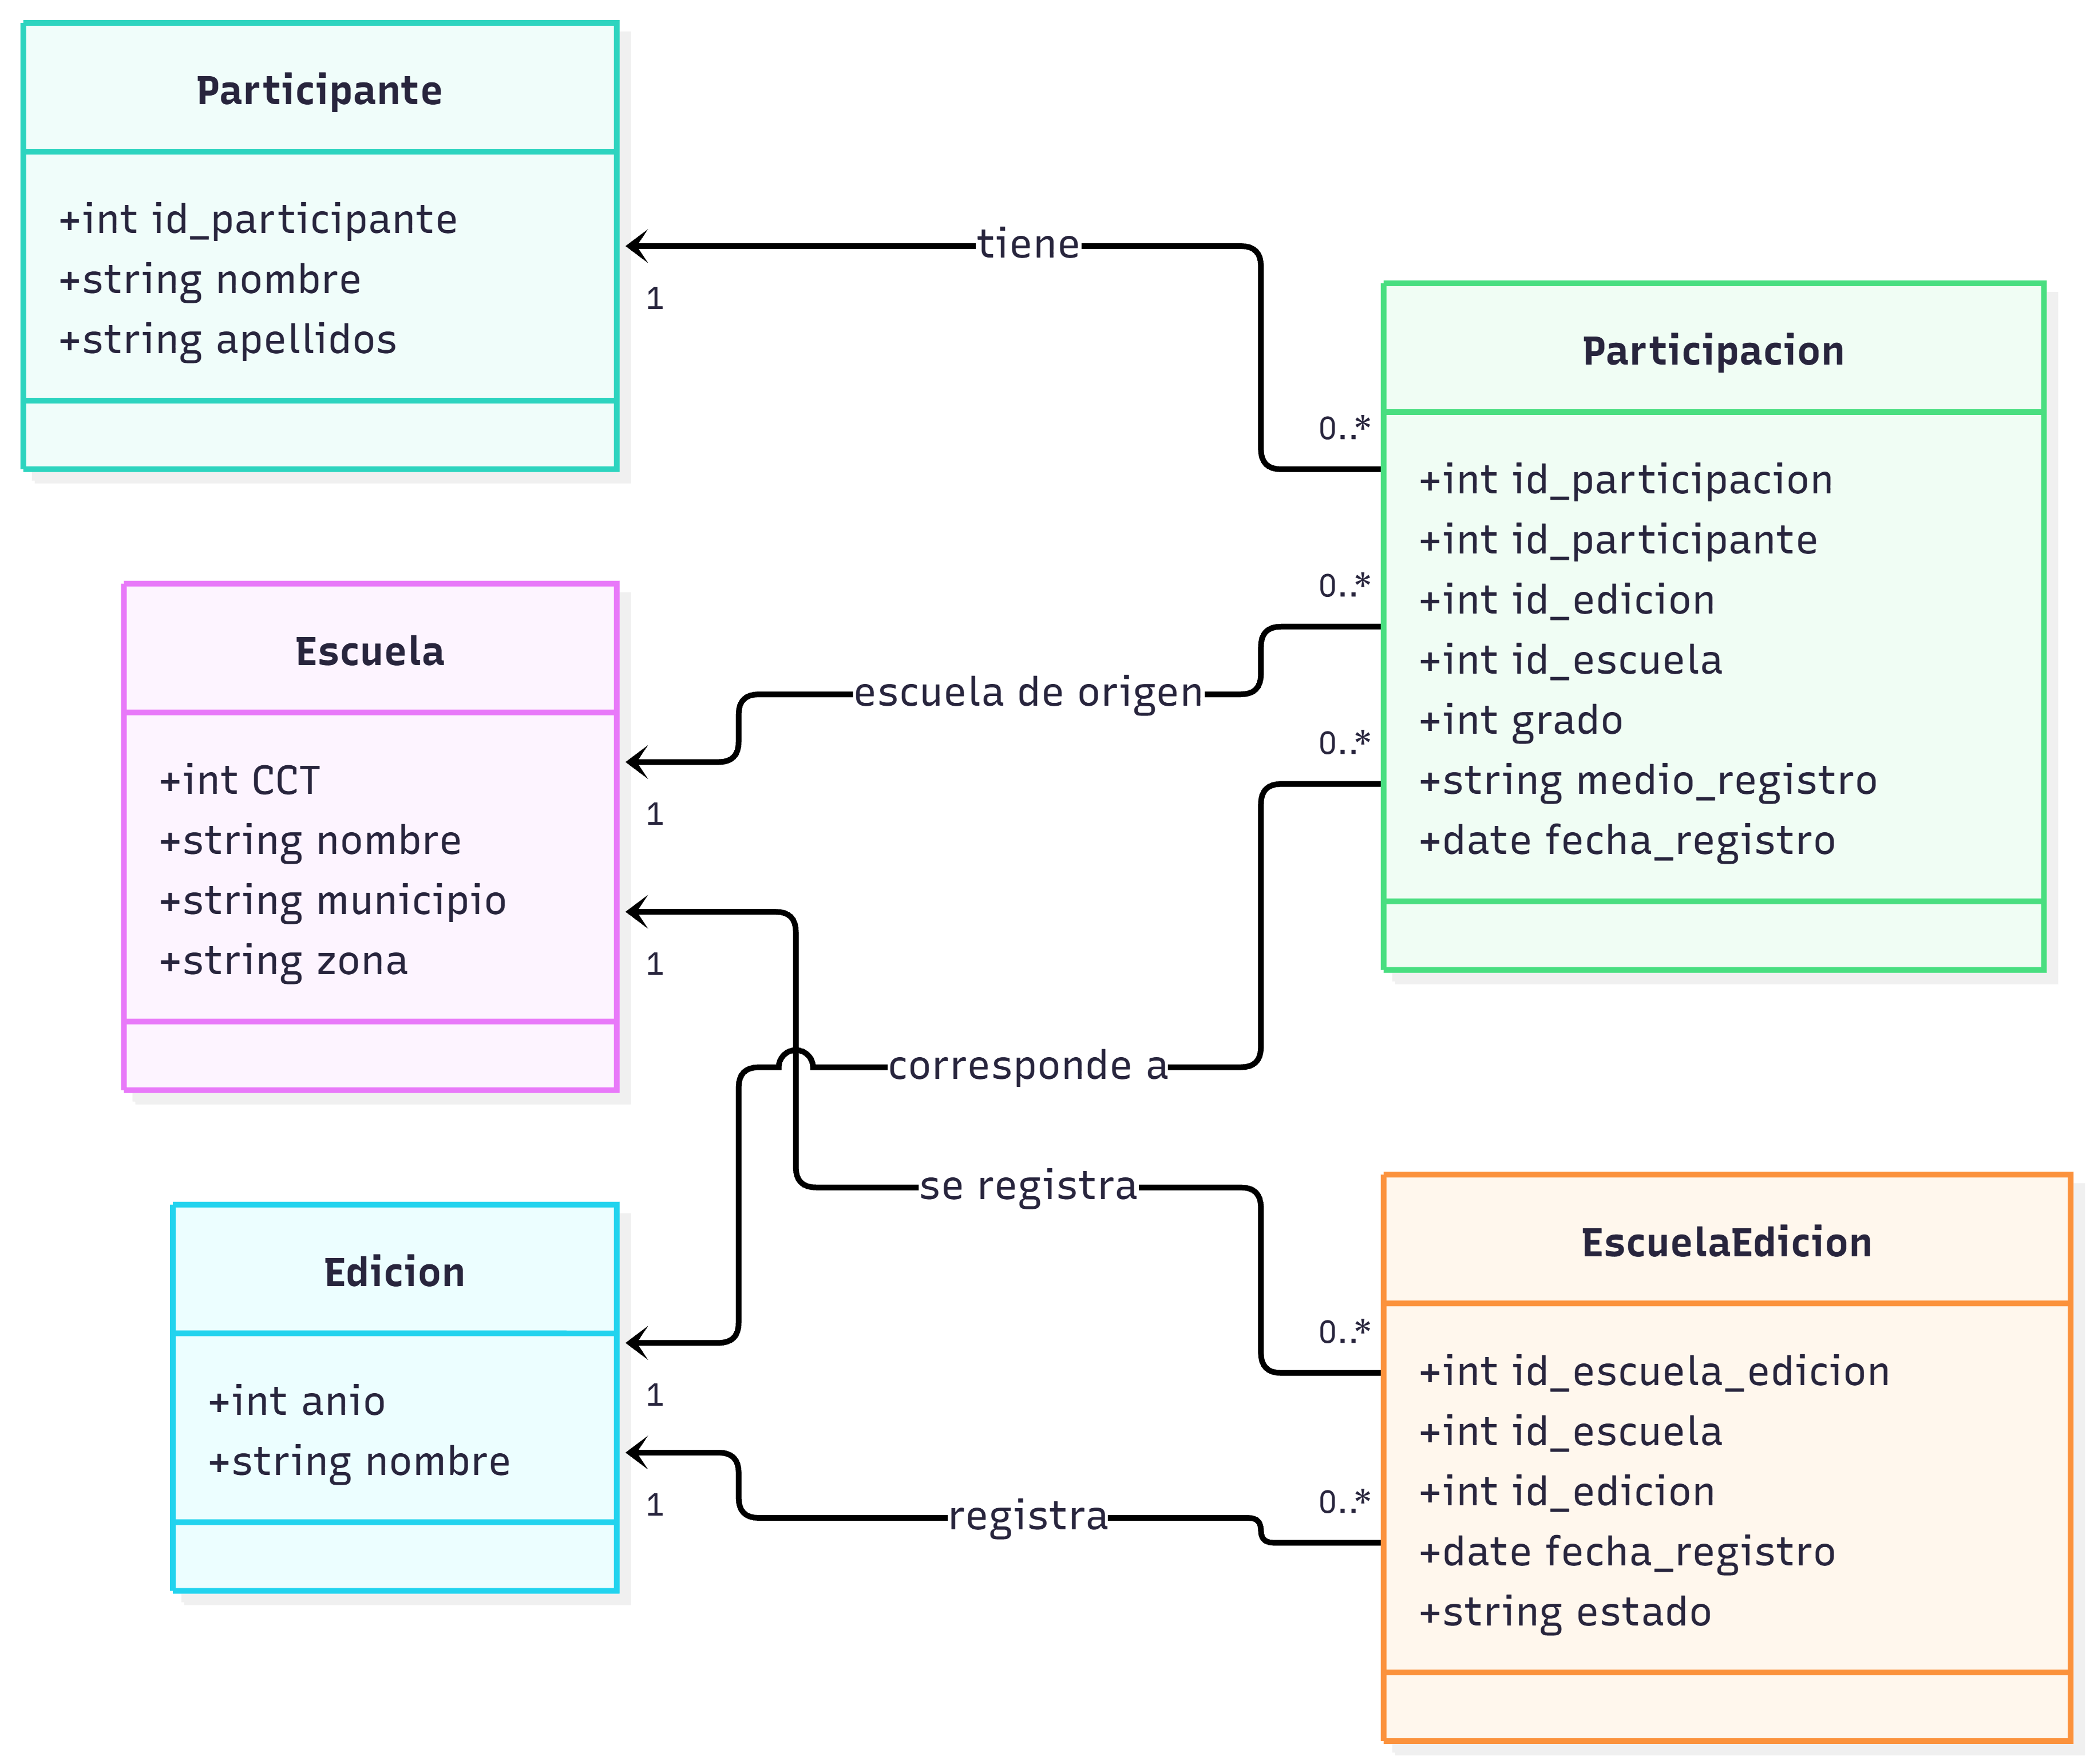 Participante
+int id_participante
+string nombre
+string apellidos
tiene
1
0..*
Participacion
+int id_participacion
+int id_participante
+int id_edicion
+int id_escuela
+int grado
+string medio_registro
+date fecha_registro
Escuela
+int CCT
+string nombre
+string municipio
+string zona
0..*
escuela de origen
1
0..*
1
corresponde a
se registra
Edicion
+int anio
+string nombre
1
0..*
1
registra
0..*
EscuelaEdicion
+int id_escuela_edicion
+int id_escuela
+int id_edicion
+date fecha_registro
+string estado